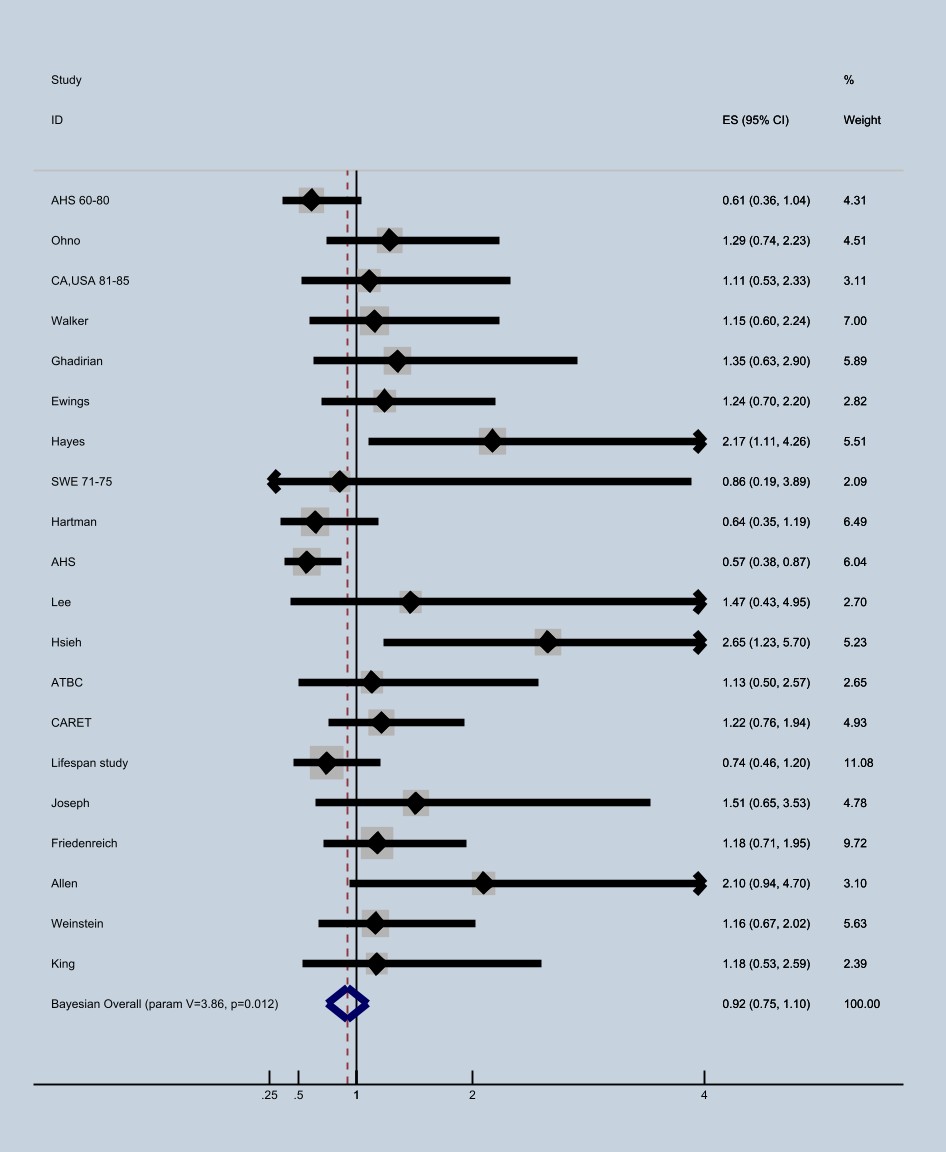 Study %
ID ES (95% CI) Weight
AHS 60-80 0.61 (0.36, 1.04) 4.31
Ohno 1.29 (0.74, 2.23) 4.51
CA,USA 81-85 1.11 (0.53, 2.33) 3.11
Walker 1.15 (0.60, 2.24) 7.00
Ghadirian 1.35 (0.63, 2.90) 5.89
Ewings 1.24 (0.70, 2.20) 2.82
Hayes 2.17 (1.11, 4.26) 5.51
SWE 71-75 0.86 (0.19, 3.89) 2.09
Hartman 0.64 (0.35, 1.19) 6.49
AHS 0.57 (0.38, 0.87) 6.04
Lee 1.47 (0.43, 4.95) 2.70
Hsieh 2.65 (1.23, 5.70) 5.23
ATBC 1.13 (0.50, 2.57) 2.65
CARET 1.22 (0.76, 1.94) 4.93
Lifespan study 0.74 (0.46, 1.20) 11.08
Joseph 1.51 (0.65, 3.53) 4.78
Friedenreich 1.18 (0.71, 1.95) 9.72
Allen 2.10 (0.94, 4.70) 3.10
Weinstein 1.16 (0.67, 2.02) 5.63
King 1.18 (0.53, 2.59) 2.39
Bayesian Overall (param V=3.86, p=0.012) 0.92 (0.75, 1.10) 100.00
.25 .5 1 2 4